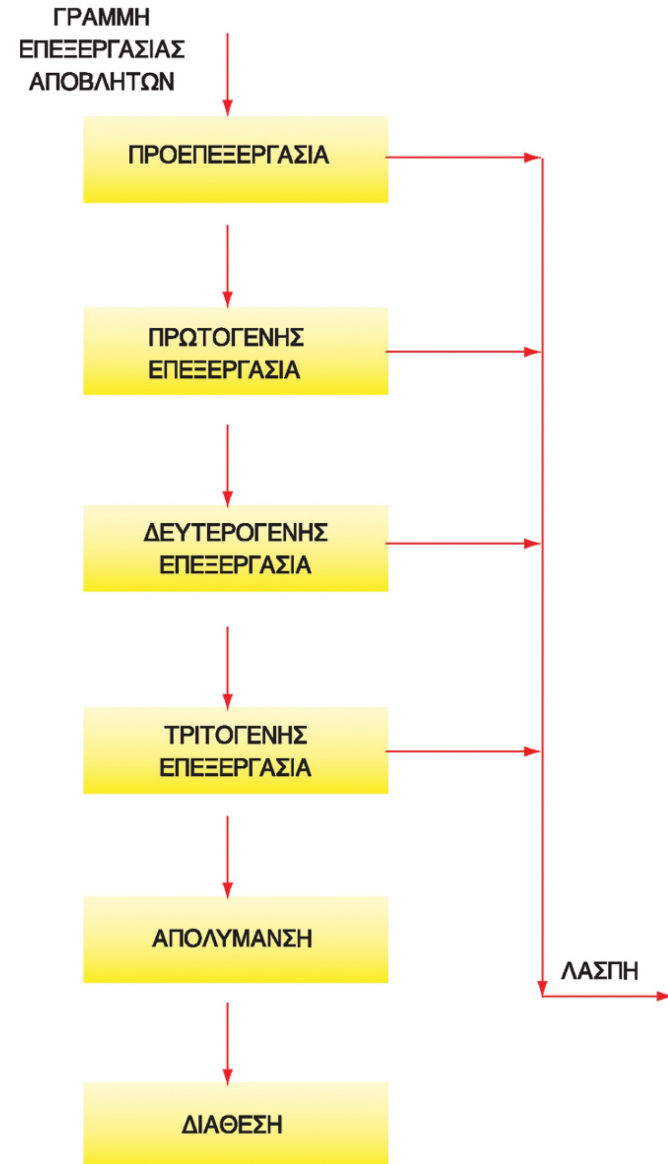 ΓΡΑΜΜΗ
ΕΠΕΞΕΡΓΑΣΙΑΣ
ΑΠΟΒΛΗΤΩΝ
ΠΡΟΕΠΕΞΕΡΓΑΣΙΑ
ΠΡΩΤΟΓΕΝΗΣ
ΕΠΕΞΕΡΓΑΣΙΑ
ΔΕΥΤΕΡΟΓΕΝΗΣ
ΕΠΕΞΕΡΓΑΣΙΑ
ΤΡΙΤΟΓΕΝΗΣ
ΕΠΕΞΕΡΓΑΣΙΑ
ΑΠΟΛΥΜΑΝΣΗ
ΛΑΣΠΗ
ΔΙΑΘΕΣΗ